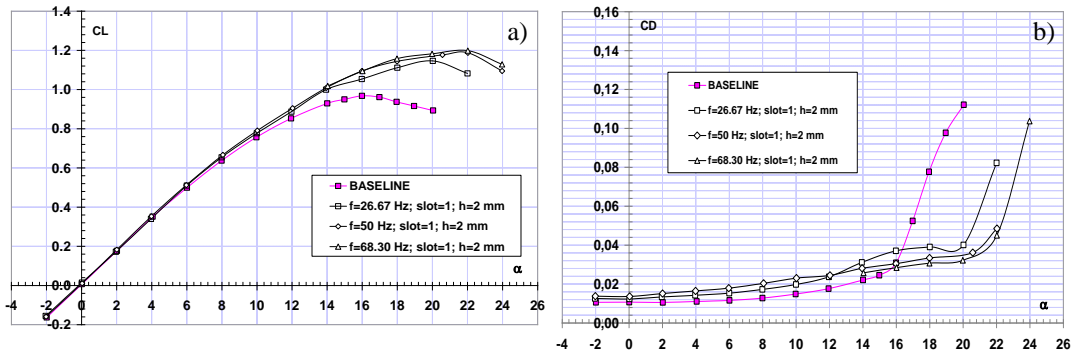 CL
a)
1.4
1.2
1.0
0.8
0.6
0.4
0.2
0.0
-0.2
-4 -2 0 2 4 6 8 10 12 14 16 18 20 22 24 26
α
BASELINE
f=26.67 Hz; slot=1; h=2 mm
f=50 Hz; slot=1; h=2 mm
f=68.30 Hz; slot=1; h=2 mm
CD
b)
0,16
0,14
0,12
0,10
0,08
0,06
0,04
0,02
0,00
-4 -2 0 2 4 6 8 10 12 14 16 18 20 22 24 26
α
BASELINE
f=26.67 Hz; slot=1; h=2 mm
f=50 Hz; slot=1; h=2 mm
f=68.30 Hz; slot=1; h=2 mm